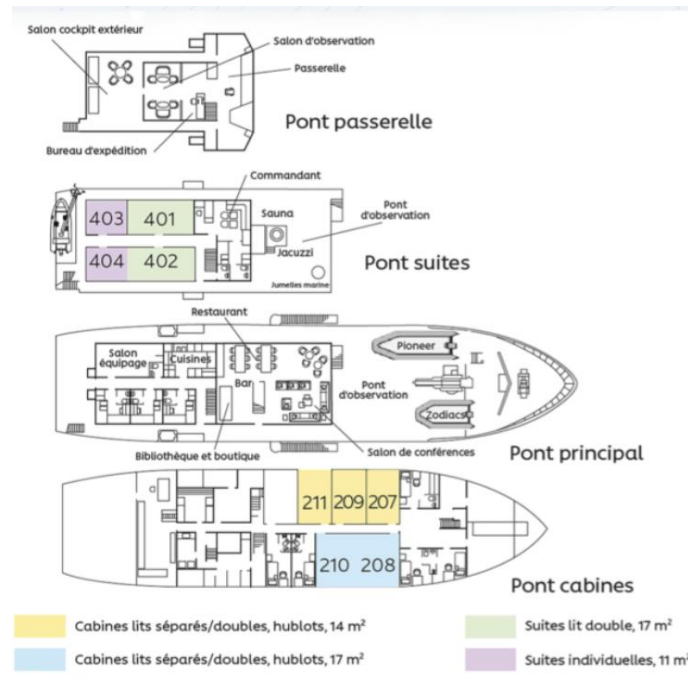 Salon cockpit extérieur
Salon d'observation
Passerelle
Pont passerelle
Bureau d'expédition
Commandant
403 401
Sauna
Pont
d'observation
404 402
Jacuzzi
Pont suites
Jumelles marine
Restaurant
Salon
équipage
Cuisines
Pioneer
Bar
Pont
d'observation
Zodiacs
Bibliothèque et boutique
Salon de conférences
Pont principal
211 209 207
210 208
Pont cabines
Cabines lits séparés/doubles, hublots, 14 m²
Suites lit double, 17 m²
Cabines lits séparés/doubles, hublots, 17 m²
Suites individuelles, 11 m²